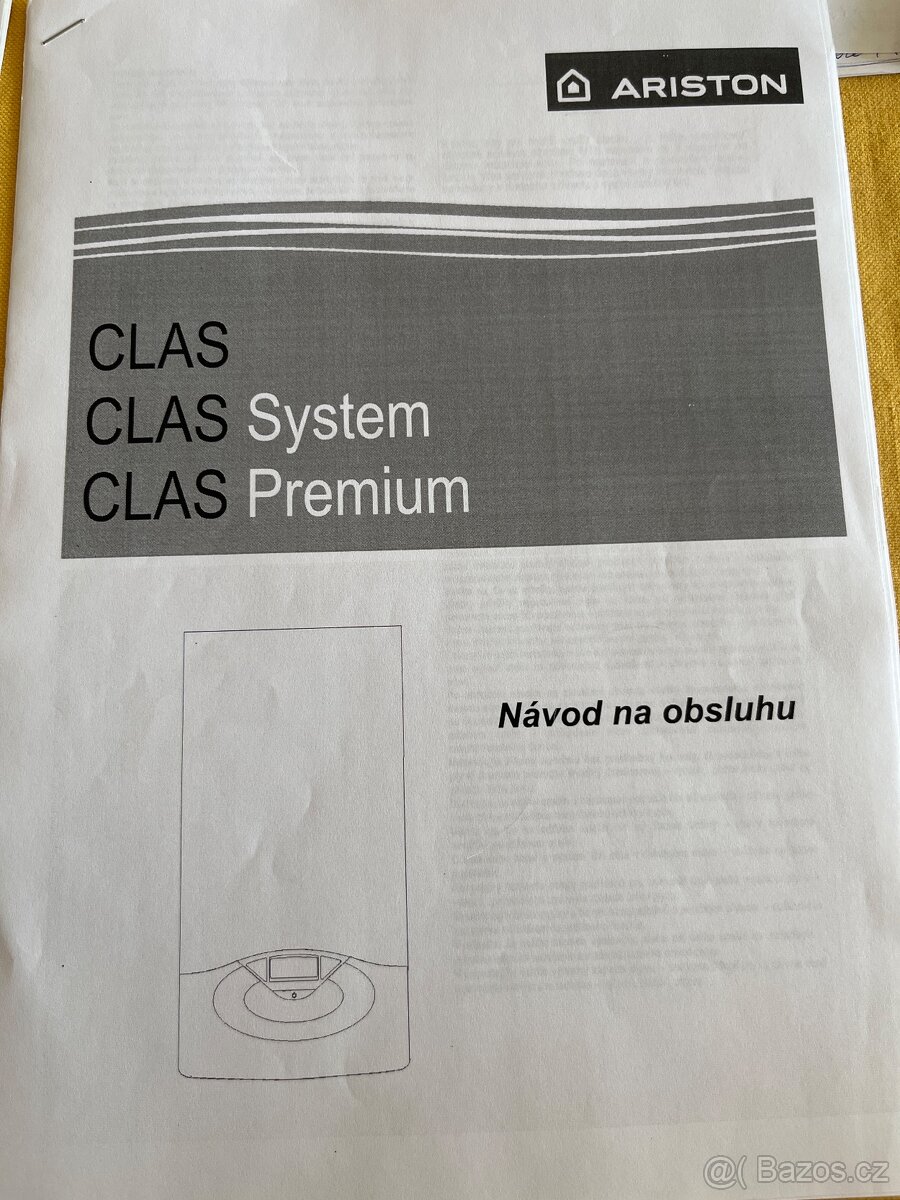 ARISTON
CLAS
CLAS System
CLAS Premium
Návod na obsluhu
@( Bazos.cz